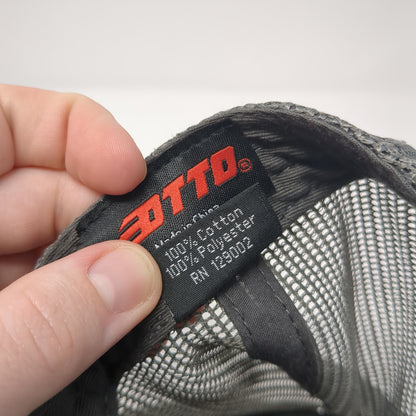 OTTO®
Made in China
100% Cotton
100% Polyester
RN 129002